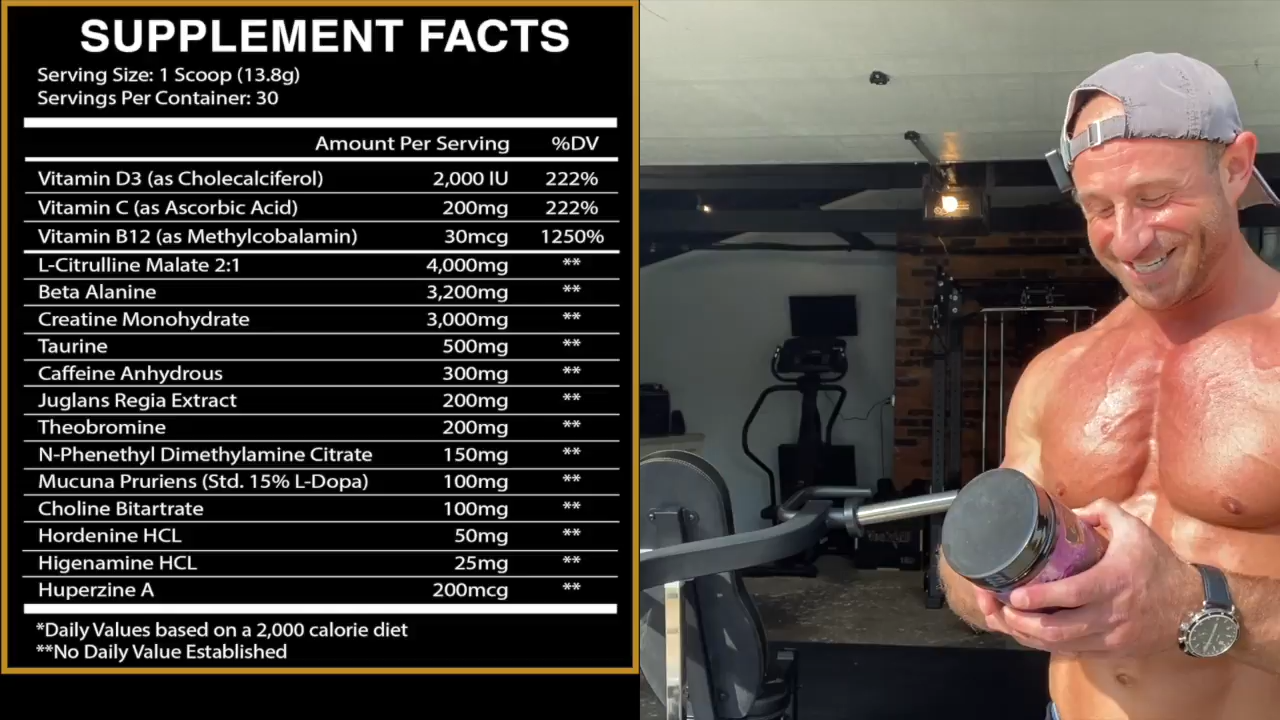 SUPPLEMENT FACTS
Serving Size: 1 Scoop (13.8g)
Servings Per Container: 30
Amount Per Serving %DV
Vitamin D3 (as Cholecalciferol) 2,000 IU 222%
Vitamin C (as Ascorbic Acid) 200mg 222%
Vitamin B12 (as Methylcobalamin) 30mcg 1250%
L-Citrulline Malate 2:1 4,000mg **
Beta Alanine 3,200mg **
Creatine Monohydrate 3,000mg **
Taurine 500mg **
Caffeine Anhydrous 300mg **
Juglans Regia Extract 200mg **
Theobromine 200mg **
N-Phenethyl Dimethylamine Citrate 150mg **
Mucuna Pruriens (Std. 15% L-Dopa) 100mg **
Choline Bitartrate 100mg **
Hordenine HCL 50mg **
Higenamine HCL 25mg **
Huperzine A 200mcg **
*Daily Values based on a 2,000 calorie diet
**No Daily Value Established